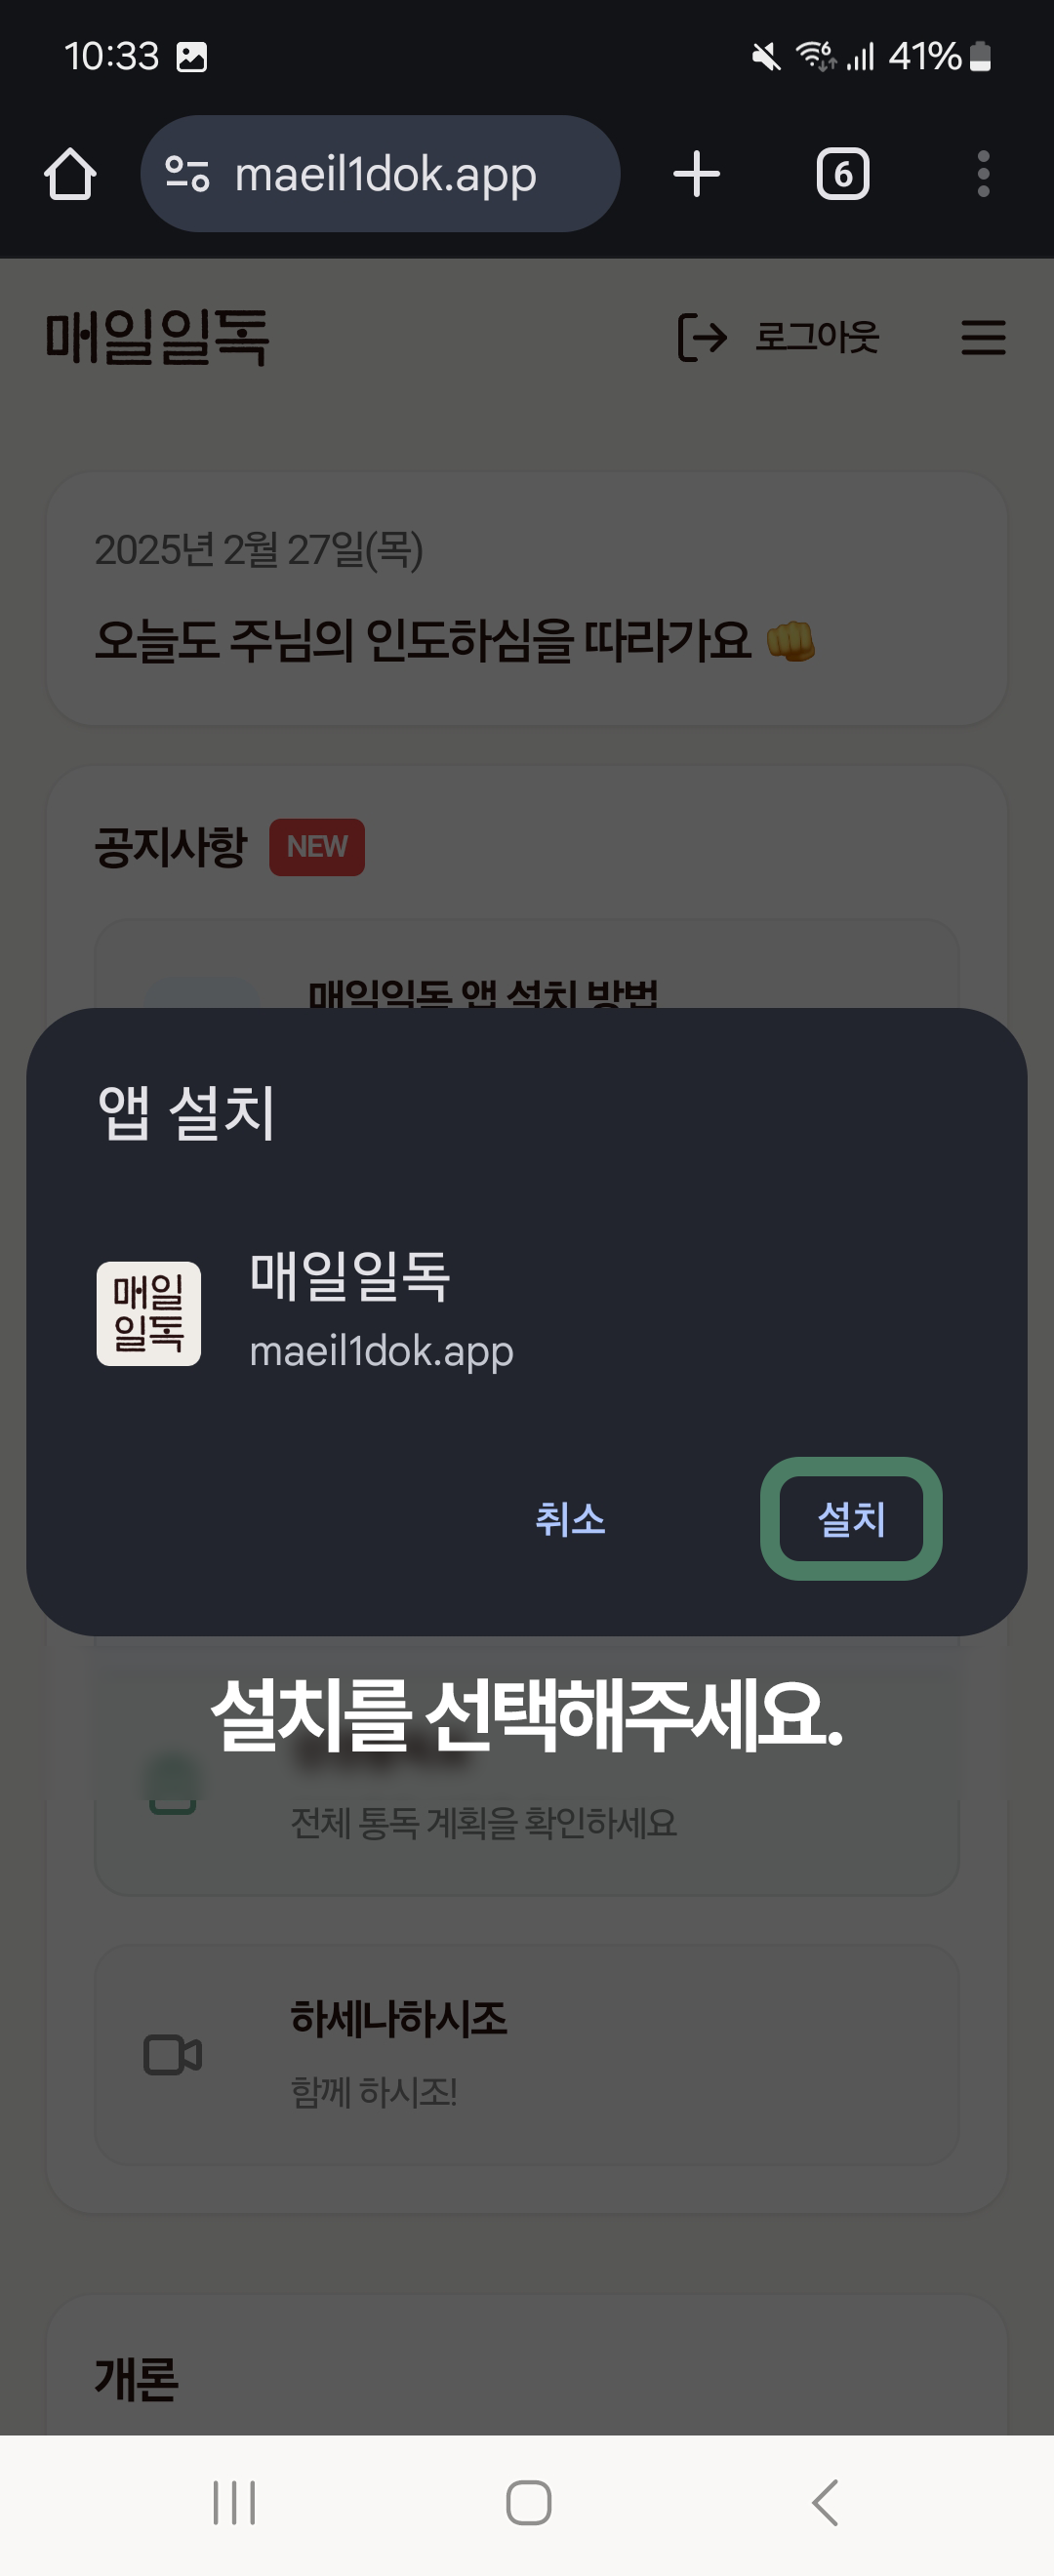 10:33
6
41%
maeil1dok.app
6
매일일독
로그아웃
2025년 2월 27일(목)
오늘도 주님의 인도하심을 따라가요 👊
공지사항
NEW
매일일독 앱 설치 방법
앱 설치
매일
일독
매일일독
maeil1dok.app
취소
설치
설치를 선택해주세요.
전체 통독 계획을 확인하세요
하세나하시조
함께 하시조!
개론